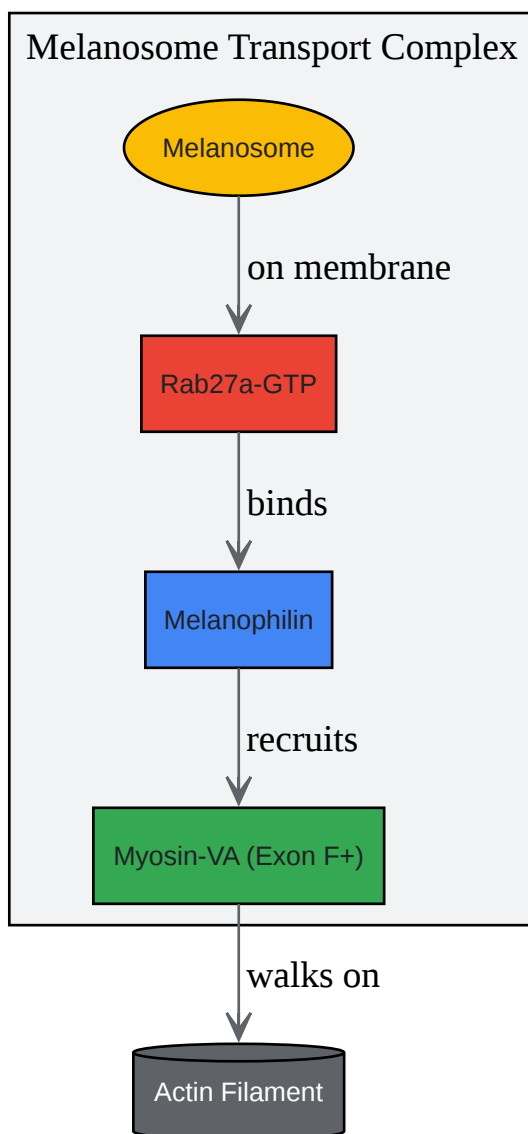 Melanosome Transport Complex
Melanosome
on membrane
Rab27a-GTP
binds
Melanophilin
recruits
Myosin-VA (Exon F+)
walks on
Actin Filament